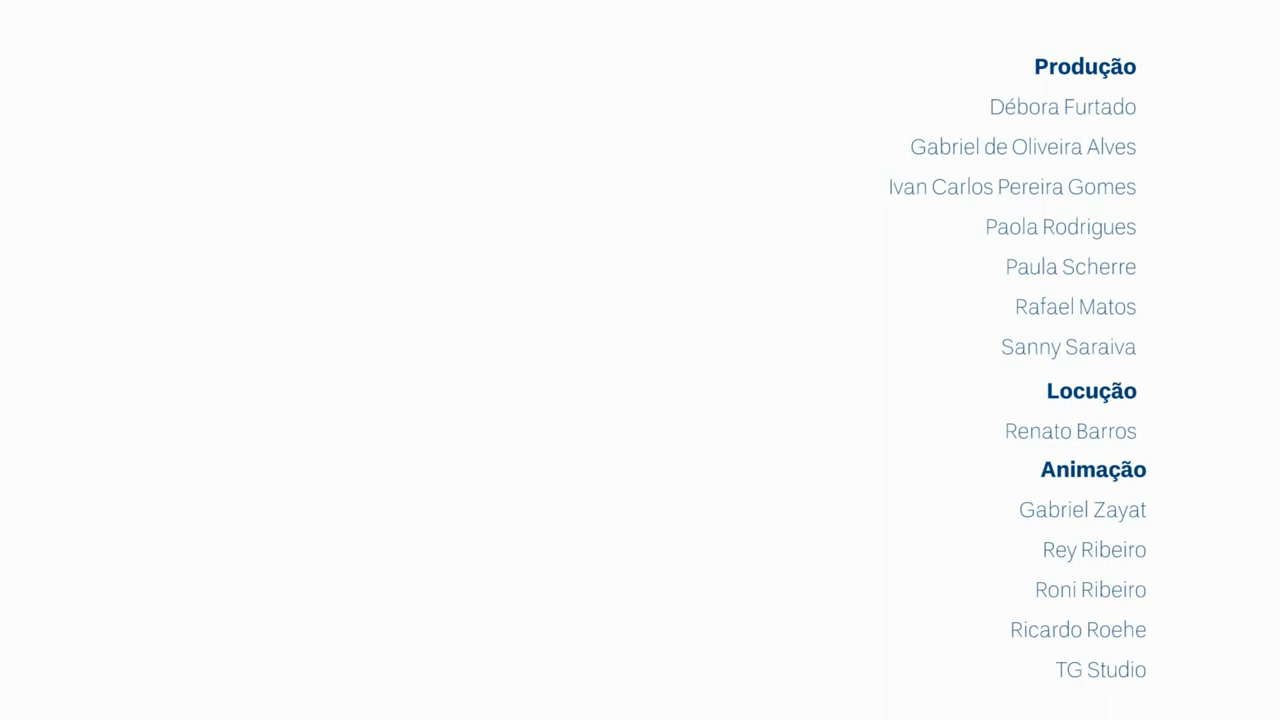 Produção
Débora Furtado
Gabriel de Oliveira Alves
Ivan Carlos Pereira Gomes
Paola Rodrigues
Paula Scherre
Rafael Matos
Sanny Saraiva
Locução
Renato Barros
Animação
Gabriel Zayat
Rey Ribeiro
Roni Ribeiro
Ricardo Roehe
TG Studio